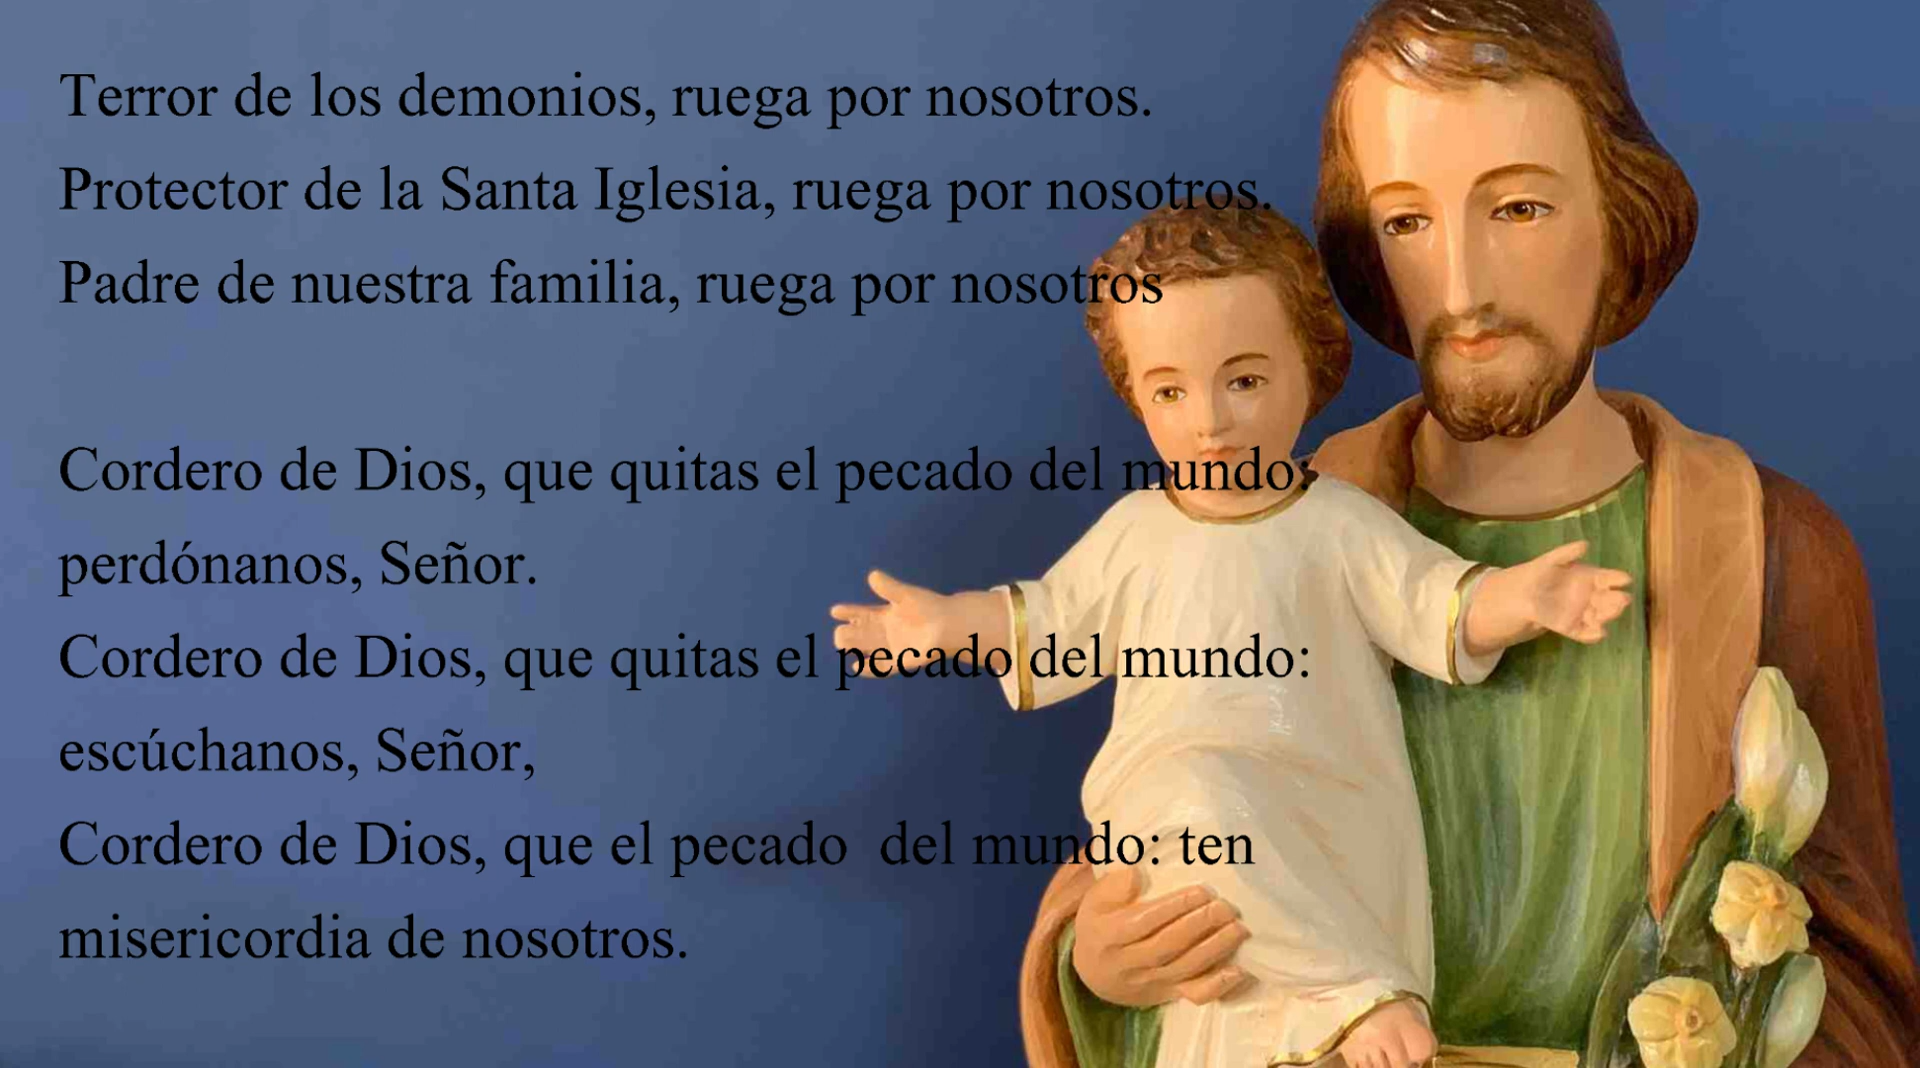 Terror de los demonios, ruega por nosotros.
Protector de la Santa Iglesia, ruega por nosotros.
Padre de nuestra familia, ruega por nosotros
Cordero de Dios, que quitas el pecado del mundo:
perdónanos, Señor.
Cordero de Dios, que quitas el pecado del mundo:
escúchanos, Señor,
Cordero de Dios, que el pecado  del mundo: ten
misericordia de nosotros.